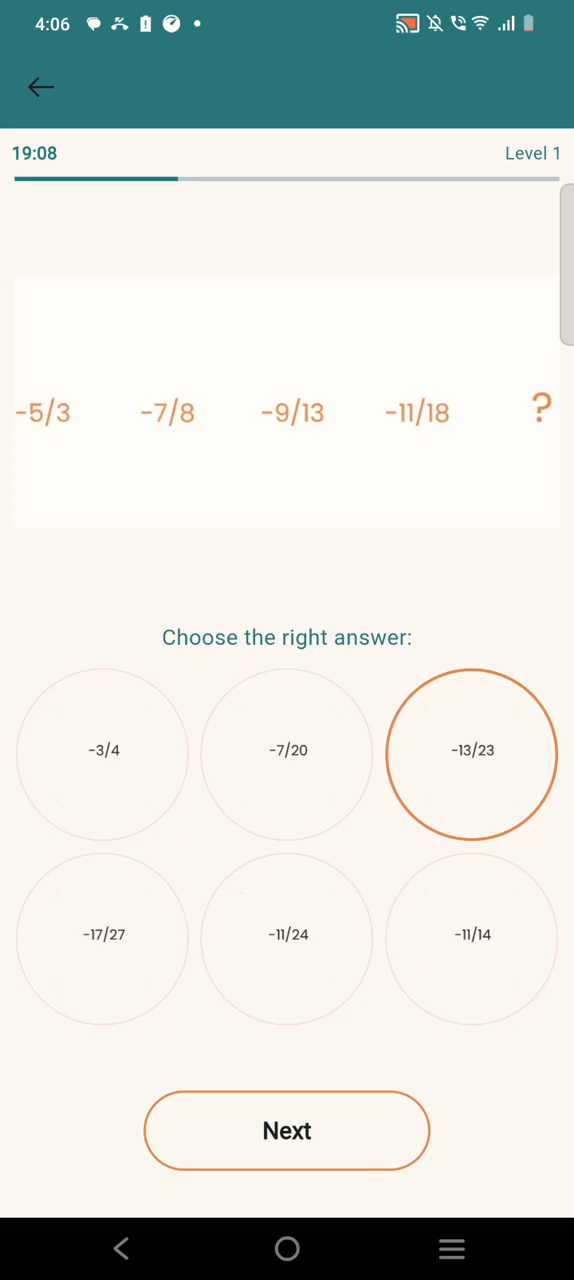 4:06
19:08 Level 1
-5/3 -7/8 -9/13 -11/18 ?
Choose the right answer:
-3/4 -7/20 -13/23
-17/27 -11/24 -11/14
Next